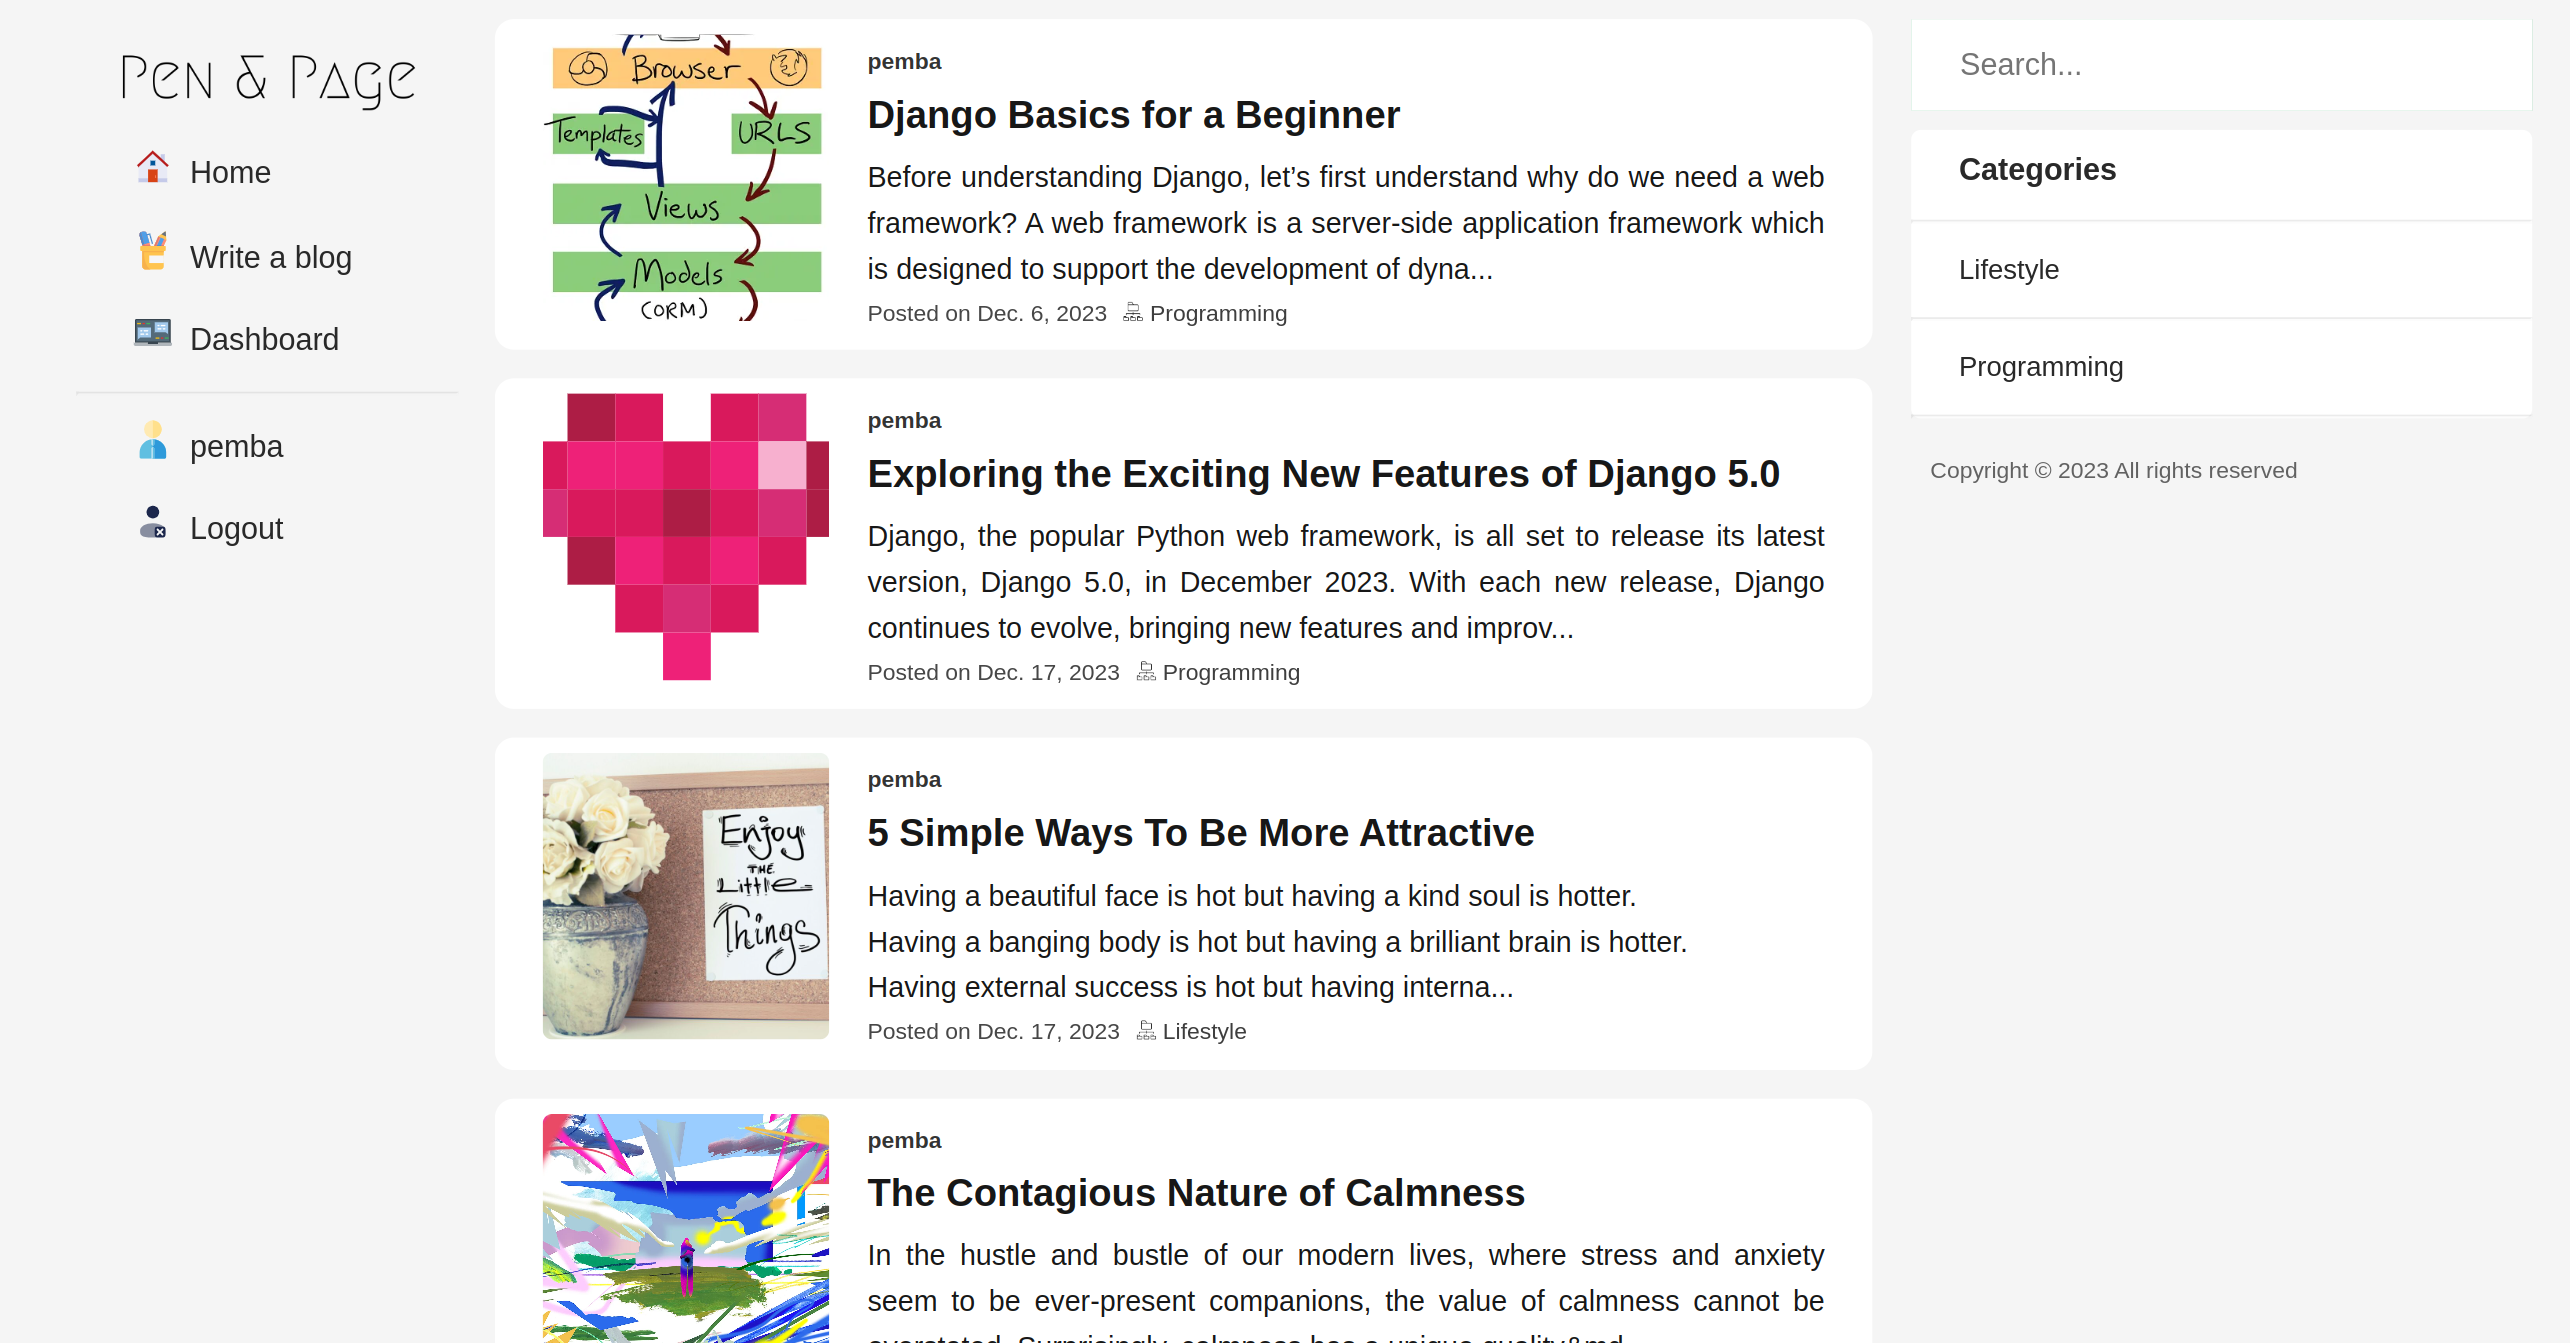 Pen & Page
Home
Write a blog
Dashboard
pemba
Logout
Browser
Templates
URLS
Views
Models
(ORM)
pemba
Django Basics for a Beginner
Before understanding Django, let’s first understand why do we need a web
framework? A web framework is a server-side application framework which
is designed to support the development of dyna...
Posted on Dec. 6, 2023 Programming
pemba
Exploring the Exciting New Features of Django 5.0
Django, the popular Python web framework, is all set to release its latest
version, Django 5.0, in December 2023. With each new release, Django
continues to evolve, bringing new features and improv...
Posted on Dec. 17, 2023 Programming
Enjoy
THE
Little
Things
pemba
5 Simple Ways To Be More Attractive
Having a beautiful face is hot but having a kind soul is hotter.
Having a banging body is hot but having a brilliant brain is hotter.
Having external success is hot but having interna...
Posted on Dec. 17, 2023 Lifestyle
pemba
The Contagious Nature of Calmness
In the hustle and bustle of our modern lives, where stress and anxiety
seem to be ever-present companions, the value of calmness cannot be
overstated. Surprisingly, calmness has a unique quality&md...
Search...
Categories
Lifestyle
Programming
Copyright © 2023 All rights reserved